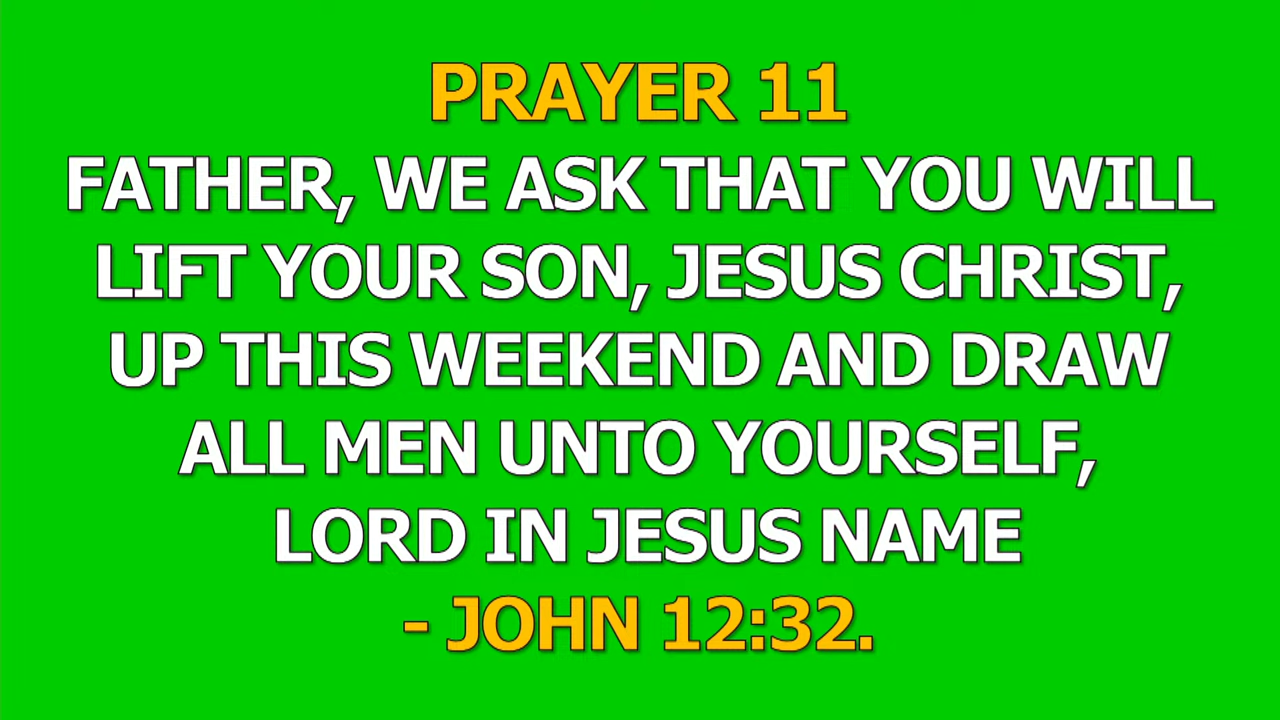 PRAYER 11
FATHER, WE ASK THAT YOU WILL
LIFT YOUR SON, JESUS CHRIST,
UP THIS WEEKEND AND DRAW
ALL MEN UNTO YOURSELF,
LORD IN JESUS NAME
- JOHN 12:32.